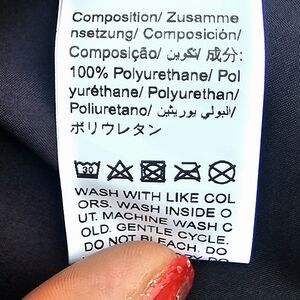 Composition/ Zusamme
nsetzung/ Composición/
Composição/ تكوين/ 成分:
100% Polyurethane/ Pol
yuréthane/ Polyurethan/
Poliuretano/ البولي يوريثين/
ポリウレタン
30
WASH WITH LIKE COL
ORS. WASH INSIDE O
UT. MACHINE WASH C
OLD. GENTLE CYCLE.
DO NOT BLEACH. DO